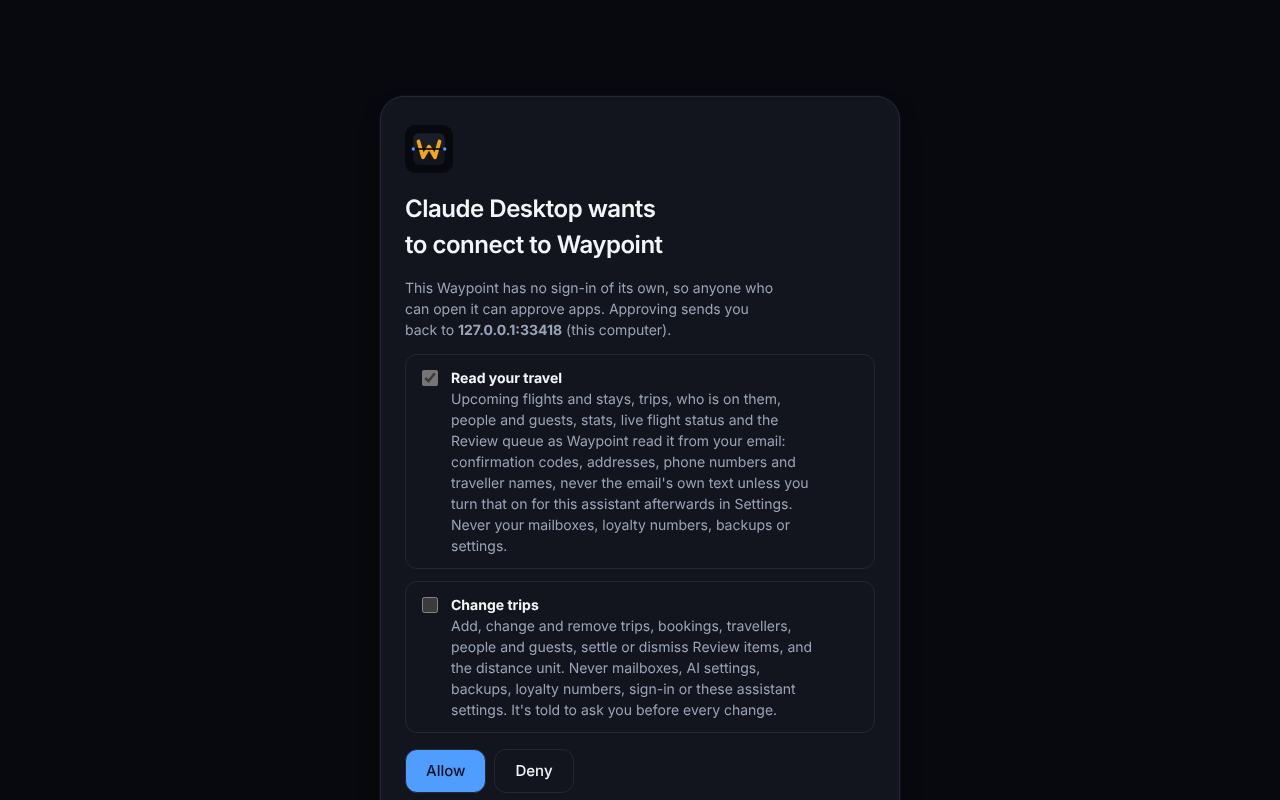 W
Claude Desktop wants
to connect to Waypoint
This Waypoint has no sign-in of its own, so anyone who
can open it can approve apps. Approving sends you
back to 127.0.0.1:33418 (this computer).
Read your travel
Upcoming flights and stays, trips, who is on them,
people and guests, stats, live flight status and the
Review queue as Waypoint read it from your email:
confirmation codes, addresses, phone numbers and
traveller names, never the email's own text unless you
turn that on for this assistant afterwards in Settings.
Never your mailboxes, loyalty numbers, backups or
settings.
Change trips
Add, change and remove trips, bookings, travellers,
people and guests, settle or dismiss Review items, and
the distance unit. Never mailboxes, AI settings,
backups, loyalty numbers, sign-in or these assistant
settings. It's told to ask you before every change.
Allow Deny